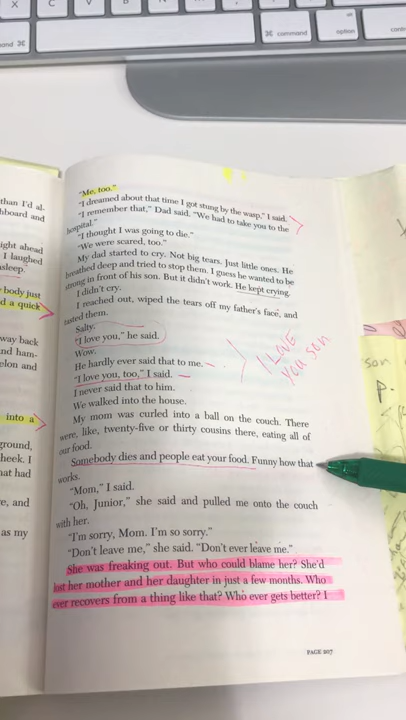 X
C
V
B
command ⌘
⌘ command
option
contr
than I'd al-
hboard and
ight ahead
I laughed
asleep.
body just
d a quick
way back
nd ham-
elon and
into a
ground,
heek. I
hat had
e, and
as my
"Me, too."
"I dreamed about that time I got stung by the wasp," I said.
"I remember that," Dad said. "We had to take you to the
hospital."
"I thought I was going to die."
"We were scared, too."
My dad started to cry. Not big tears. Just little ones. He
breathed deep and tried to stop them. I guess he wanted to be
strong in front of his son. But it didn't work. He kept crying.
I didn't cry.
I reached out, wiped the tears off my father's face, and
tasted them.
Salty.
"I love you," he said.
Wow.
He hardly ever said that to me.
"I love you, too," I said.
I never said that to him.
We walked into the house.
My mom was curled into a ball on the couch. There
were, like, twenty-five or thirty cousins there, eating all of
our food.
Somebody dies and people eat your food. Funny how that
works.
"Mom," I said.
"Oh, Junior," she said and pulled me onto the couch
with her.
"I'm sorry, Mom. I'm so sorry."
"Don't leave me," she said. "Don't ever leave me."
She was freaking out. But who could blame her? She'd
lost her mother and her daughter in just a few months. Who
ever recovers from a thing like that? Who ever gets better? I
PAGE 207
I LOVE
You son
son
P.